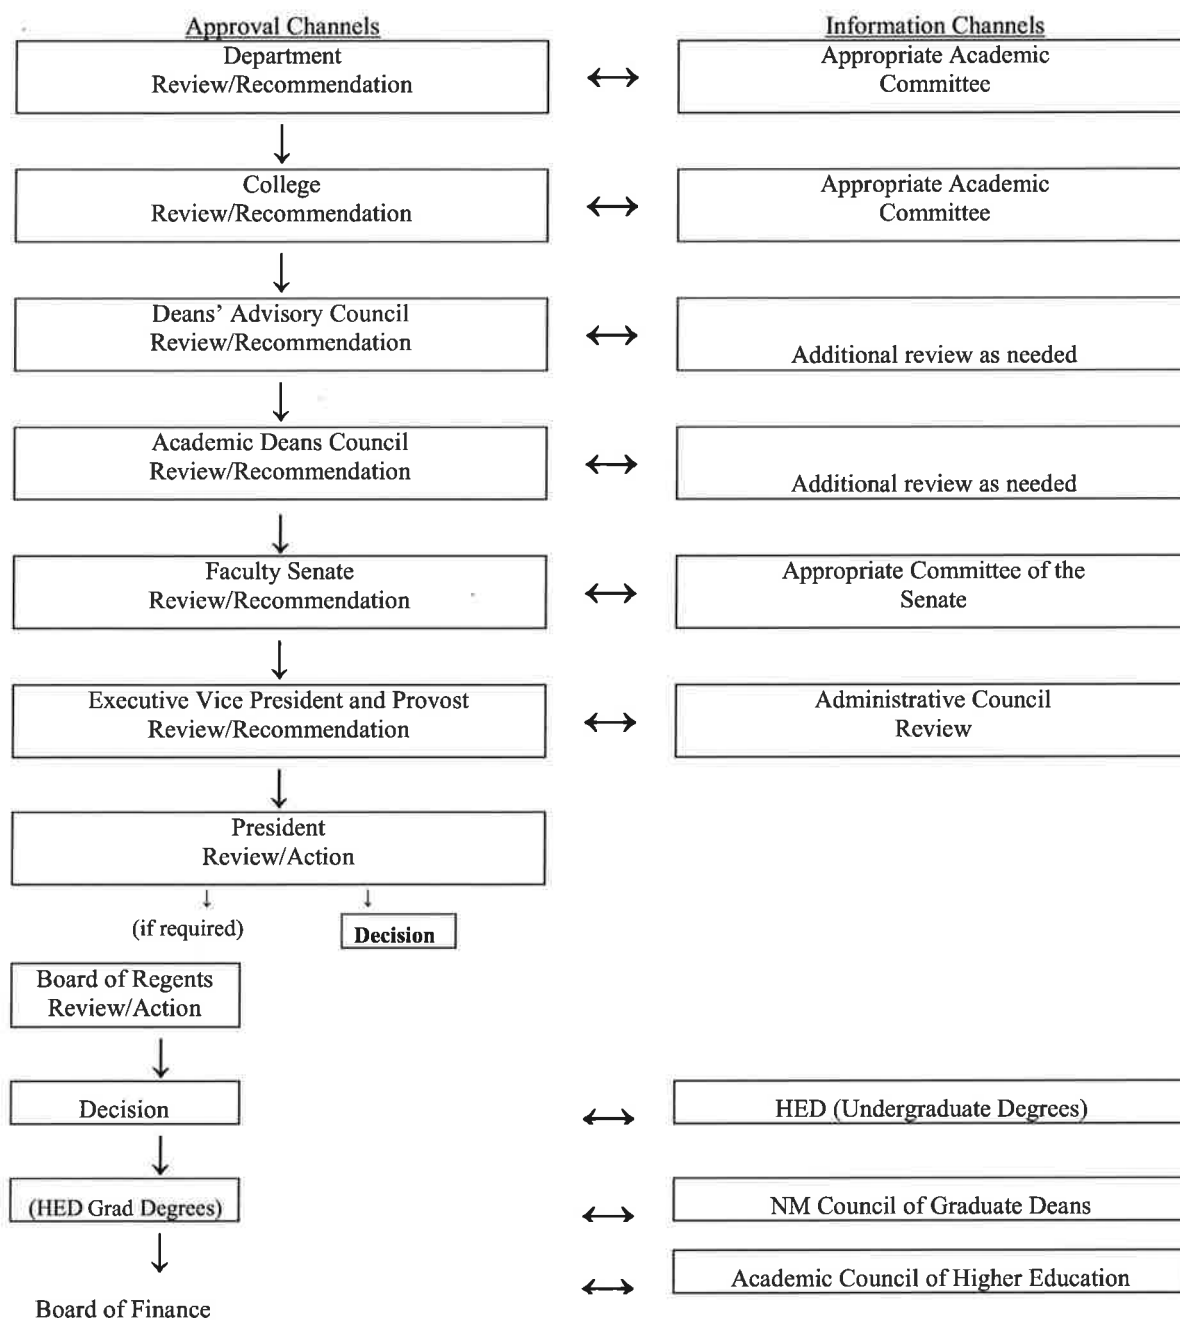 Approval Channels
Information Channels
Department
Review/Recommendation
Appropriate Academic
Committee
College
Review/Recommendation
Appropriate Academic
Committee
Deans’ Advisory Council
Review/Recommendation
Additional review as needed
Academic Deans Council
Review/Recommendation
Additional review as needed
Faculty Senate
Review/Recommendation
Appropriate Committee of the
Senate
Executive Vice President and Provost
Review/Recommendation
Administrative Council
Review
President
Review/Action
(if required)
Decision
Board of Regents
Review/Action
Decision
HED (Undergraduate Degrees)
(HED Grad Degrees)
NM Council of Graduate Deans
Academic Council of Higher Education
Board of Finance